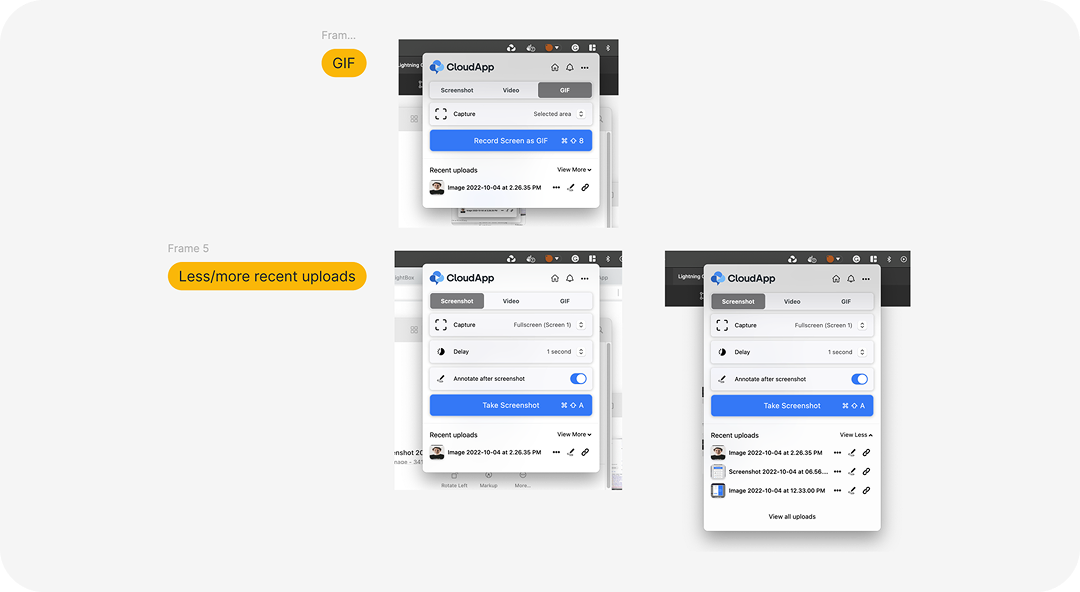 Fram...
GIF
Lightning
CloudApp
Screenshot Video GIF
Capture Selected area
Record Screen as GIF ⌘ ⇧ 8
Recent uploads View More
Image 2022-10-04 at 2.26.35 PM
Frame 5
Less/more recent uploads
ghtBox
CloudApp
Screenshot Video GIF
Capture Fullscreen (Screen 1)
Delay 1 second
Annotate after screenshot
Take Screenshot ⌘ ⇧ A
Recent uploads View More
Image 2022-10-04 at 2.26.35 PM
enshot 20
mage - 34
Rotate Left Markup More...
Lightning
CloudApp
Screenshot Video GIF
Capture Fullscreen (Screen 1)
Delay 1 second
Annotate after screenshot
Take Screenshot ⌘ ⇧ A
Recent uploads View Less
Image 2022-10-04 at 2.26.35 PM
Screenshot 2022-10-04 at 06.56....
Image 2022-10-04 at 12.33.00 PM
View all uploads